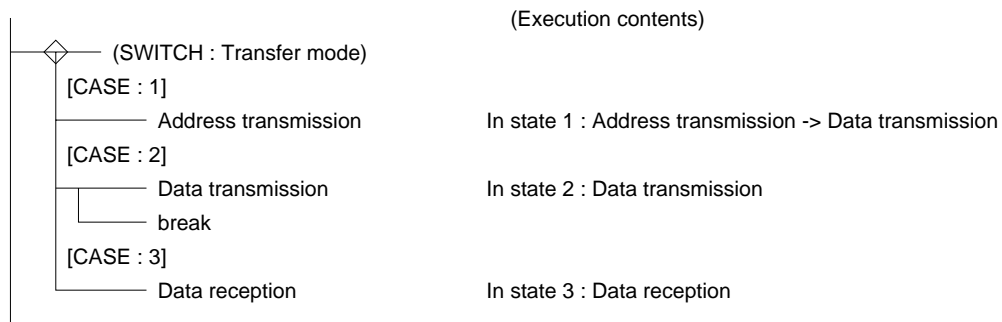 (Execution contents)
(SWITCH : Transfer mode)
[CASE : 1]
Address transmission In state 1 : Address transmission -> Data transmission
[CASE : 2]
Data transmission In state 2 : Data transmission
break
[CASE : 3]
Data reception In state 3 : Data reception